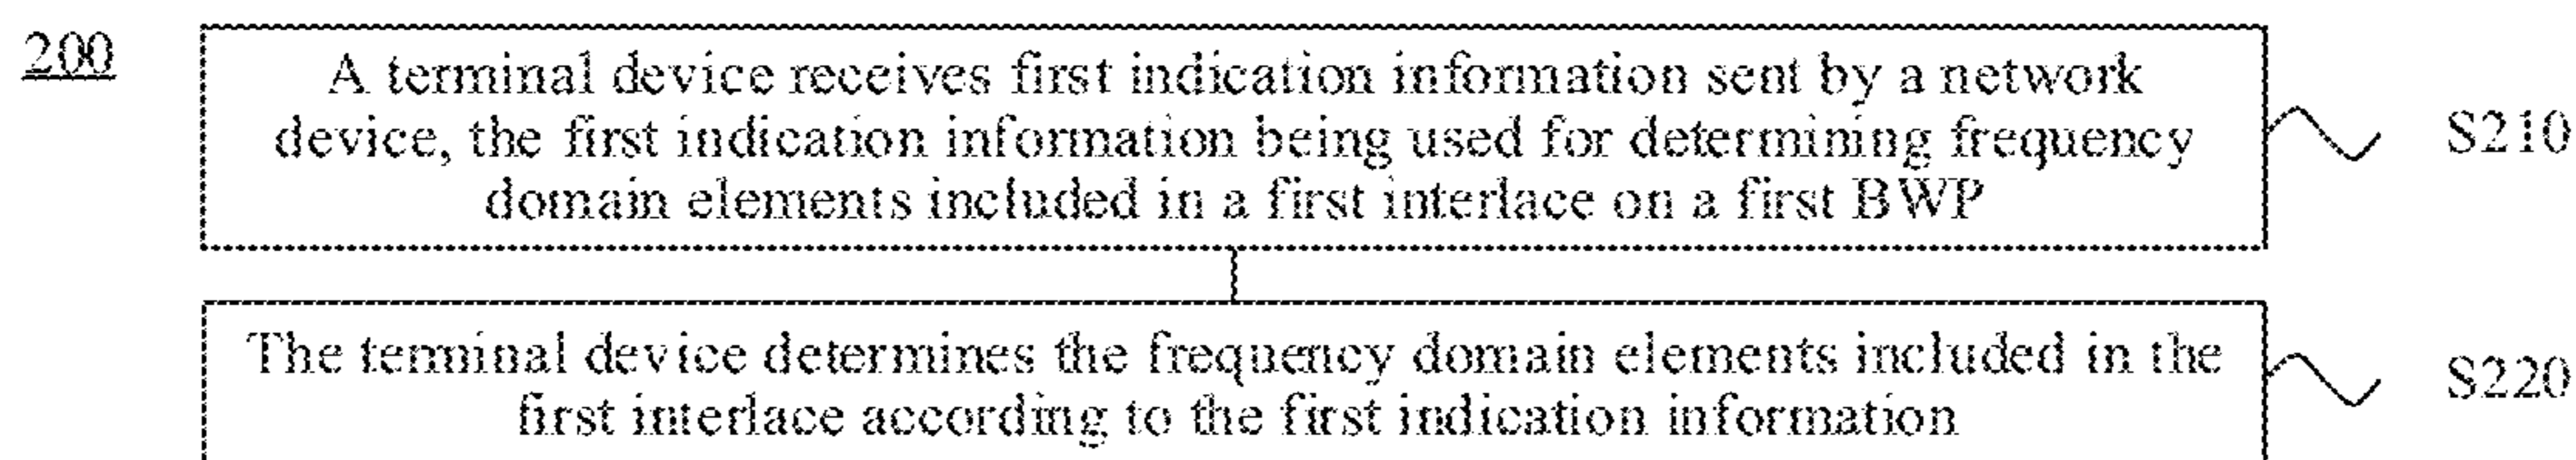 200
A terminal device receives first indication information sent by a network
device, the first indication information being used for determining frequency
domain elements included in a first interlace on a first BWP
S210
The terminal device determines the frequency domain elements included in the
first interlace according to the first indication information
S220